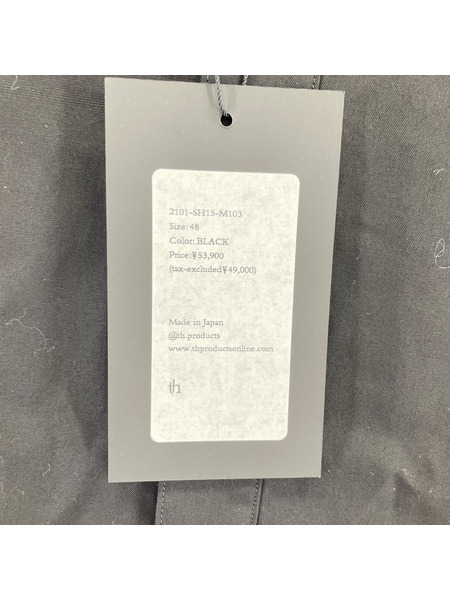 2101-SH15-M103
Size: 48
Color: BLACK
Price:¥53,900
(tax-excluded¥49,000)
Made in Japan
@th.products
www.thproductsonline.com
th